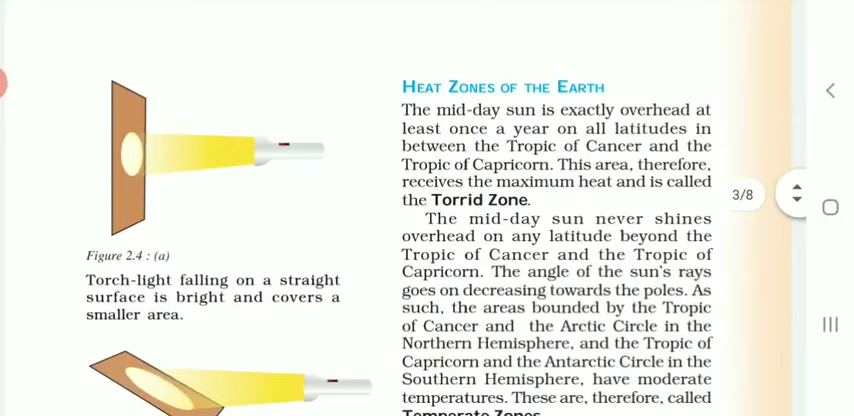 Figure 2.4 : (a)
Torch-light falling on a straight
surface is bright and covers a
smaller area.
HEAT ZONES OF THE EARTH
The mid-day sun is exactly overhead at
least once a year on all latitudes in
between the Tropic of Cancer and the
Tropic of Capricorn. This area, therefore,
receives the maximum heat and is called
the Torrid Zone.
The mid-day sun never shines
overhead on any latitude beyond the
Tropic of Cancer and the Tropic of
Capricorn. The angle of the sun's rays
goes on decreasing towards the poles. As
such, the areas bounded by the Tropic
of Cancer and the Arctic Circle in the
Northern Hemisphere, and the Tropic of
Capricorn and the Antarctic Circle in the
Southern Hemisphere, have moderate
temperatures. These are, therefore, called
Temperate Zones.
3/8